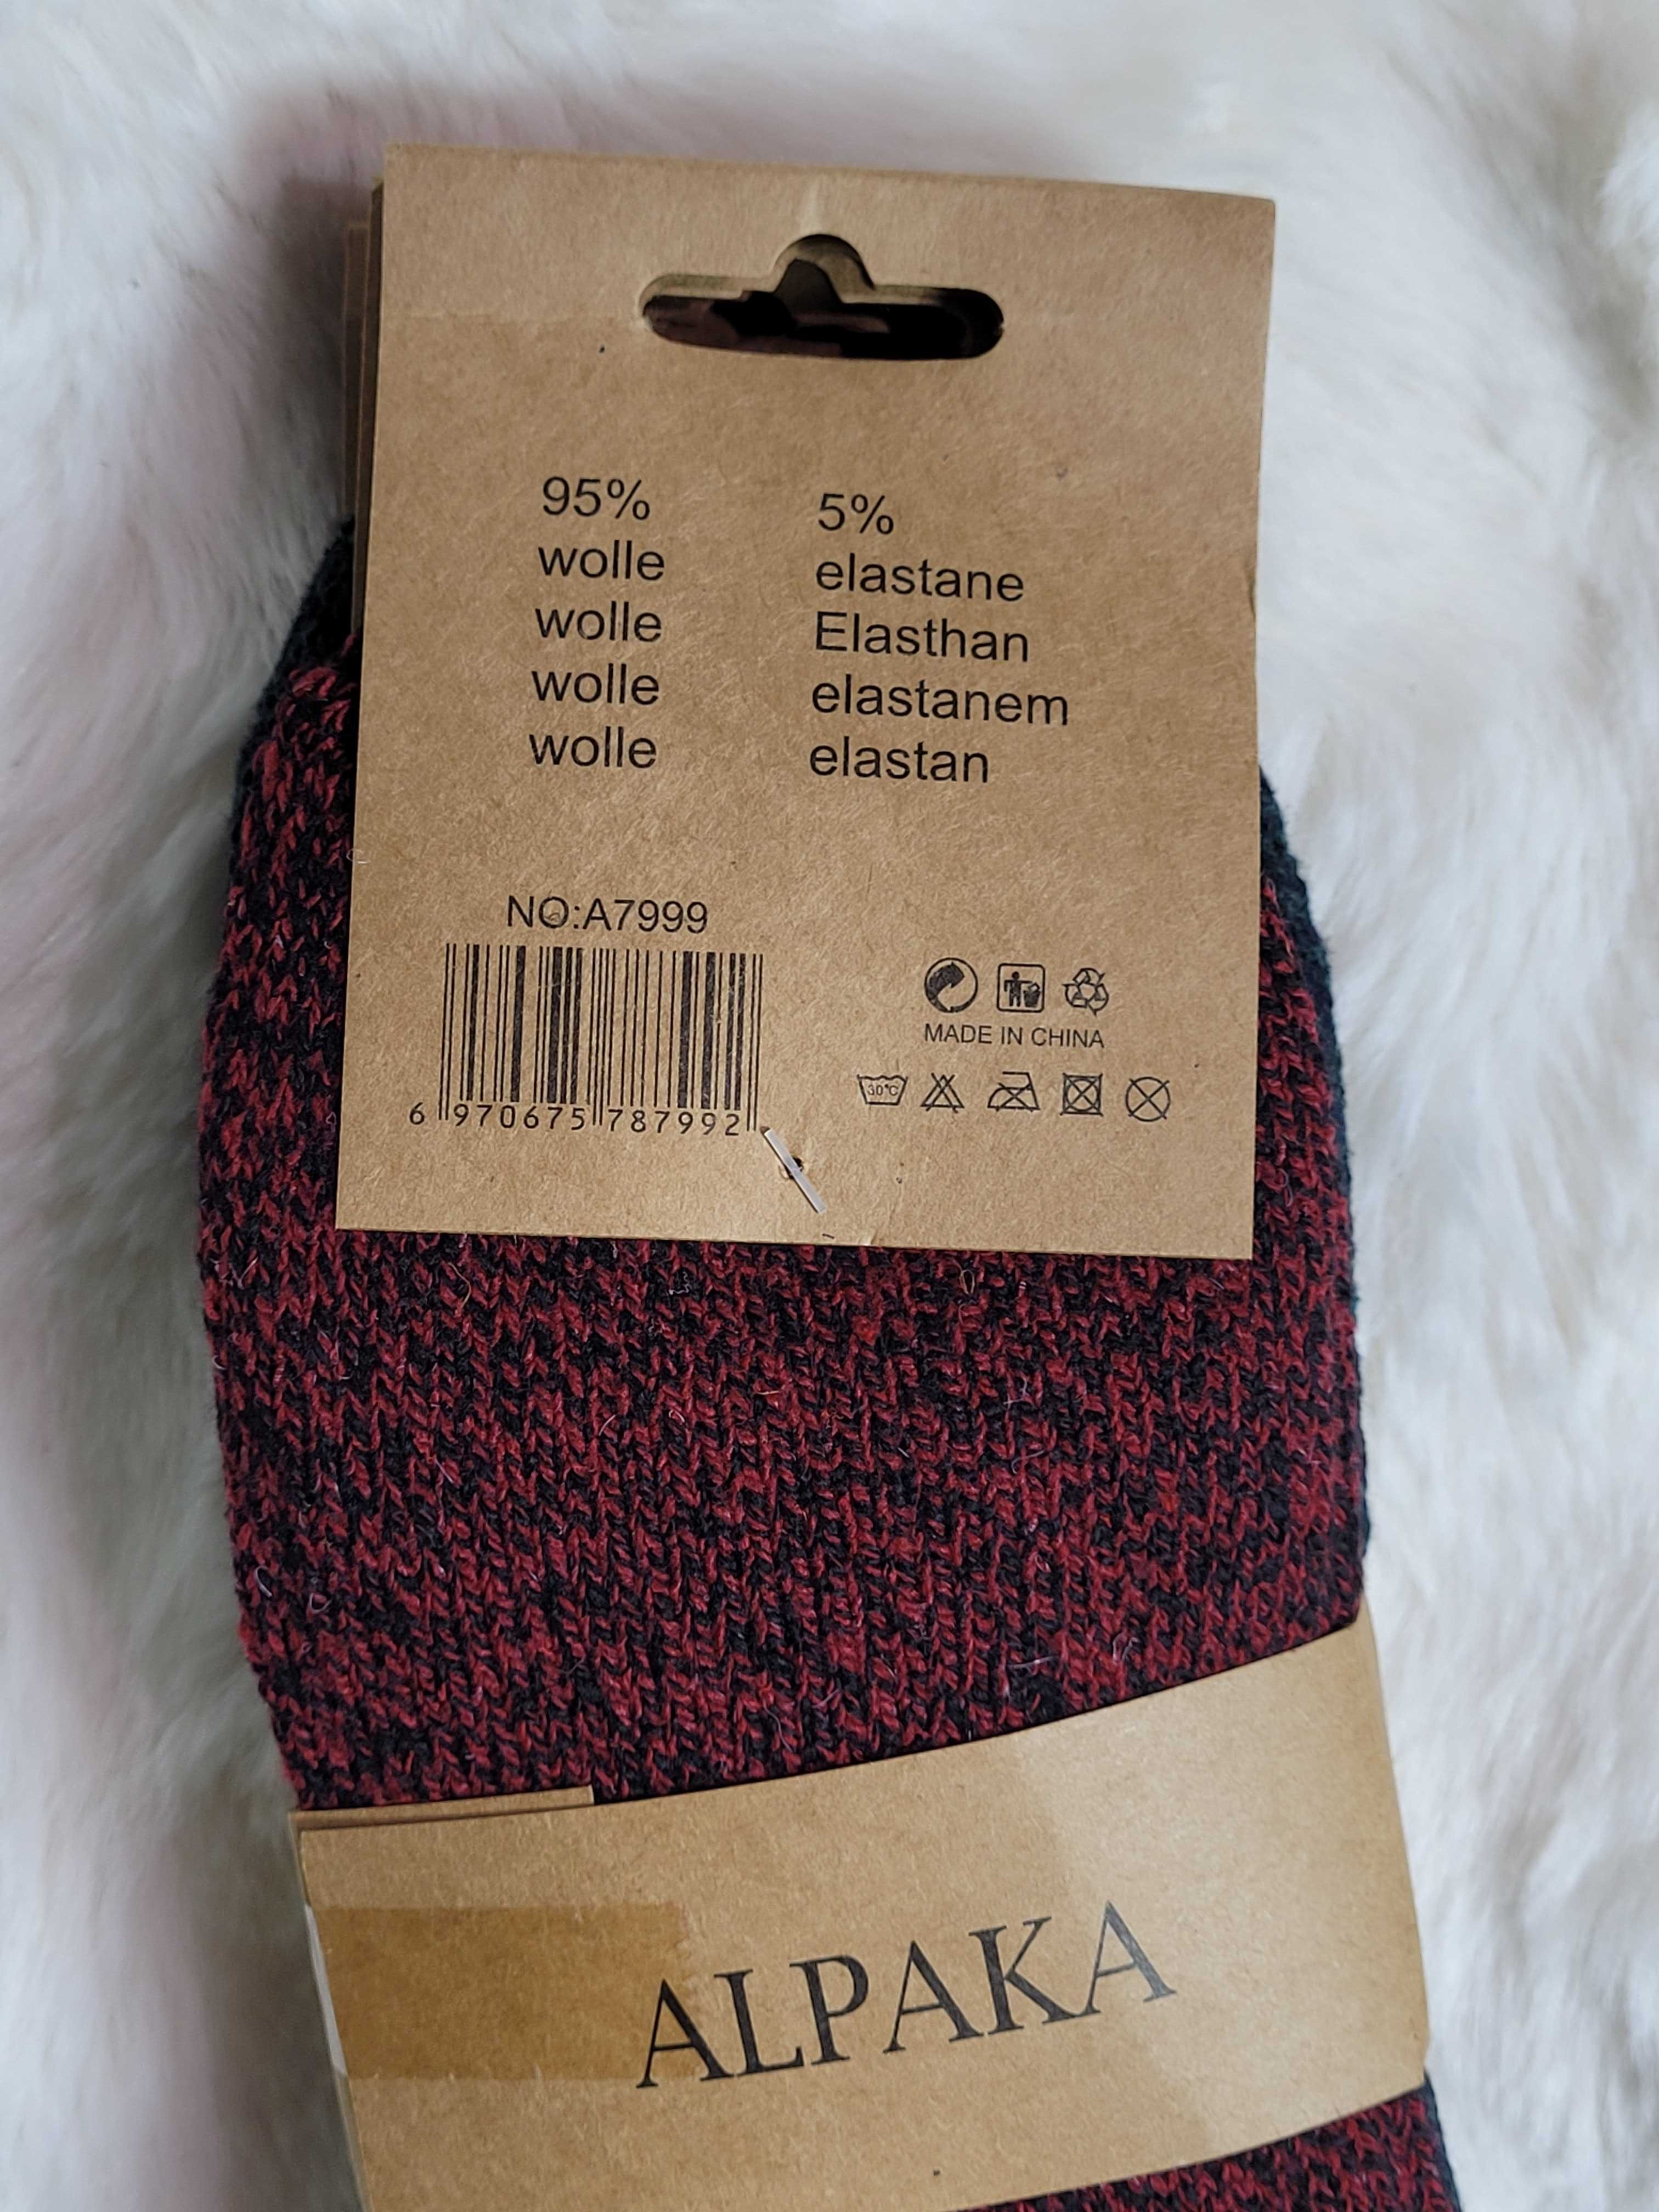 95%
wolle
wolle
wolle
wolle
5%
elastane
Elasthan
elastanem
elastan
NO:A7999
6 970675 787992
MADE IN CHINA
30°C
ALPAKA